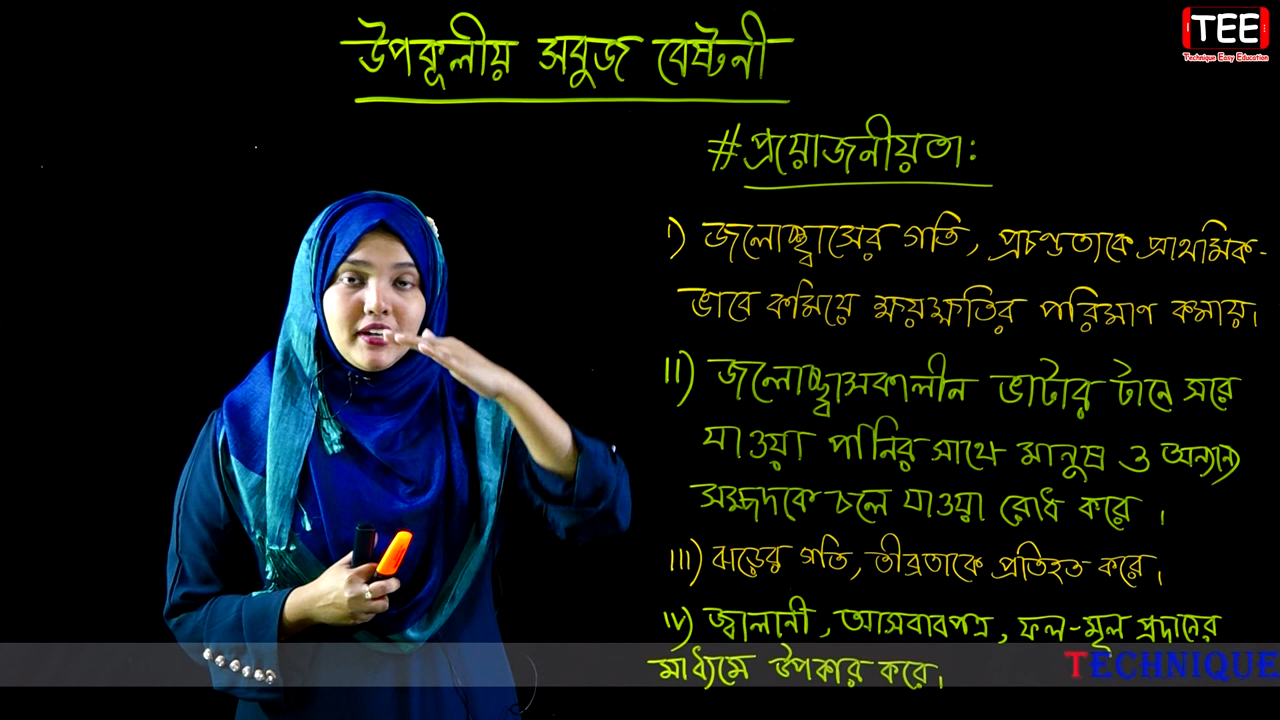 উপকূলীয় সবুজ বেষ্টনী
TEE
Technique Easy Education
# প্রয়োজনীয়তা:
i) জলোচ্ছ্বাসের গতি, প্রচণ্ডতাকে প্রাথমিক-
ভাবে কমিয়ে ক্ষয়ক্ষতির পরিমাণ কমায়।
ii) জলোচ্ছ্বাসকালীন ভাটার টানে সরে
যাওয়া পানির সাথে মানুষ ও অন্যান্য
সম্পদকে চলে যাওয়া রোধ করে ।
iii) ঝড়ের গতি, তীব্রতাকে প্রতিহত করে।
iv) জ্বালানী, আসবাবপত্র, ফল-মূল প্রদানের
মাধ্যমে উপকার করে।
TECHNIQUE